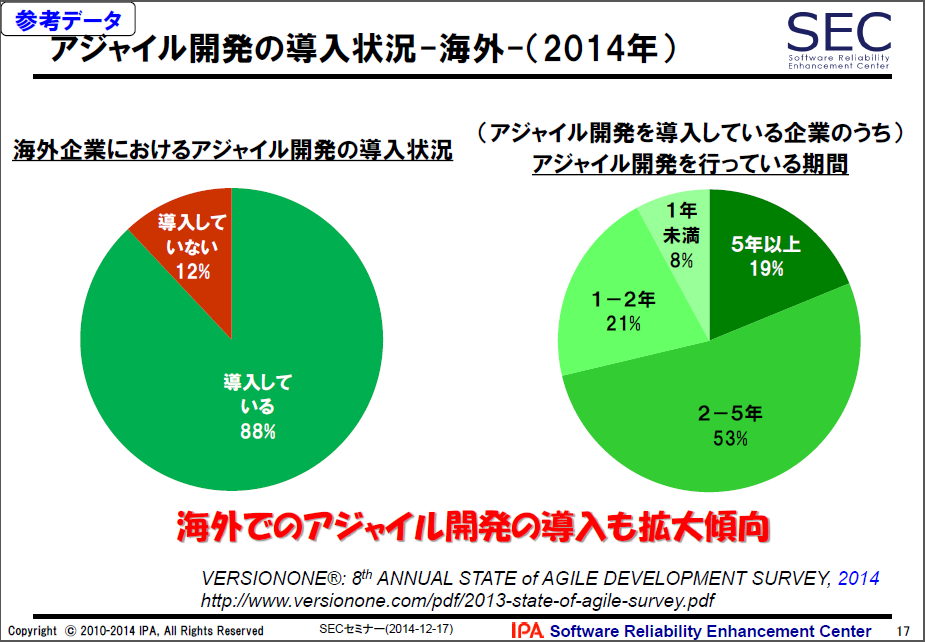 参考データ
アジャイル開発の導入状況-海外-(2014年)
SEC
Software Reliability
Enhancement Center
海外企業におけるアジャイル開発の導入状況
(アジャイル開発を導入している企業のうち)
アジャイル開発を行っている期間
導入して
いない
12%
導入して
いる
88%
1年
未満
8%
5年以上
19%
1-2年
21%
2-5年
53%
海外でのアジャイル開発の導入も拡大傾向
VERSIONONE®: 8th ANNUAL STATE of AGILE DEVELOPMENT SURVEY, 2014
http://www.versionone.com/pdf/2013-state-of-agile-survey.pdf
Copyright © 2010-2014 IPA, All Rights Reserved
SECセミナー(2014-12-17)
IPA Software Reliability Enhancement Center
17